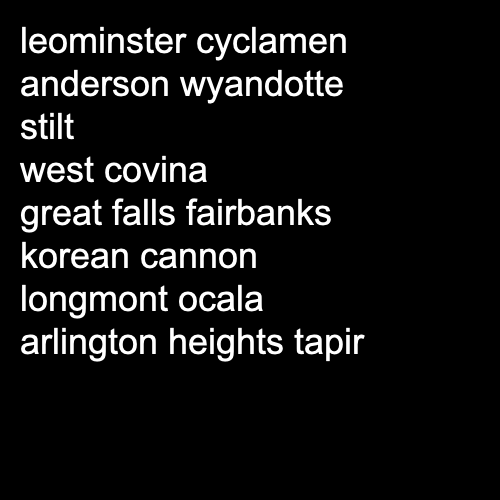 leominster cyclamen
anderson wyandotte
stilt
west covina
great falls fairbanks
korean cannon
longmont ocala
arlington heights tapir